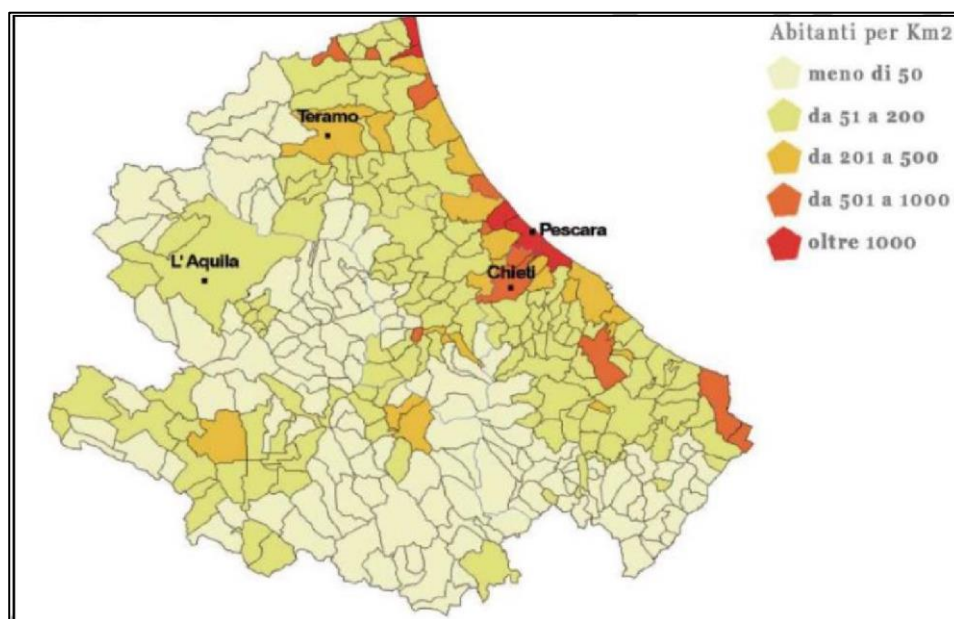 Abitanti per Km2
meno di 50
da 51 a 200
da 201 a 500
da 501 a 1000
oltre 1000
Teramo
Pescara
L'Aquila
Chieti